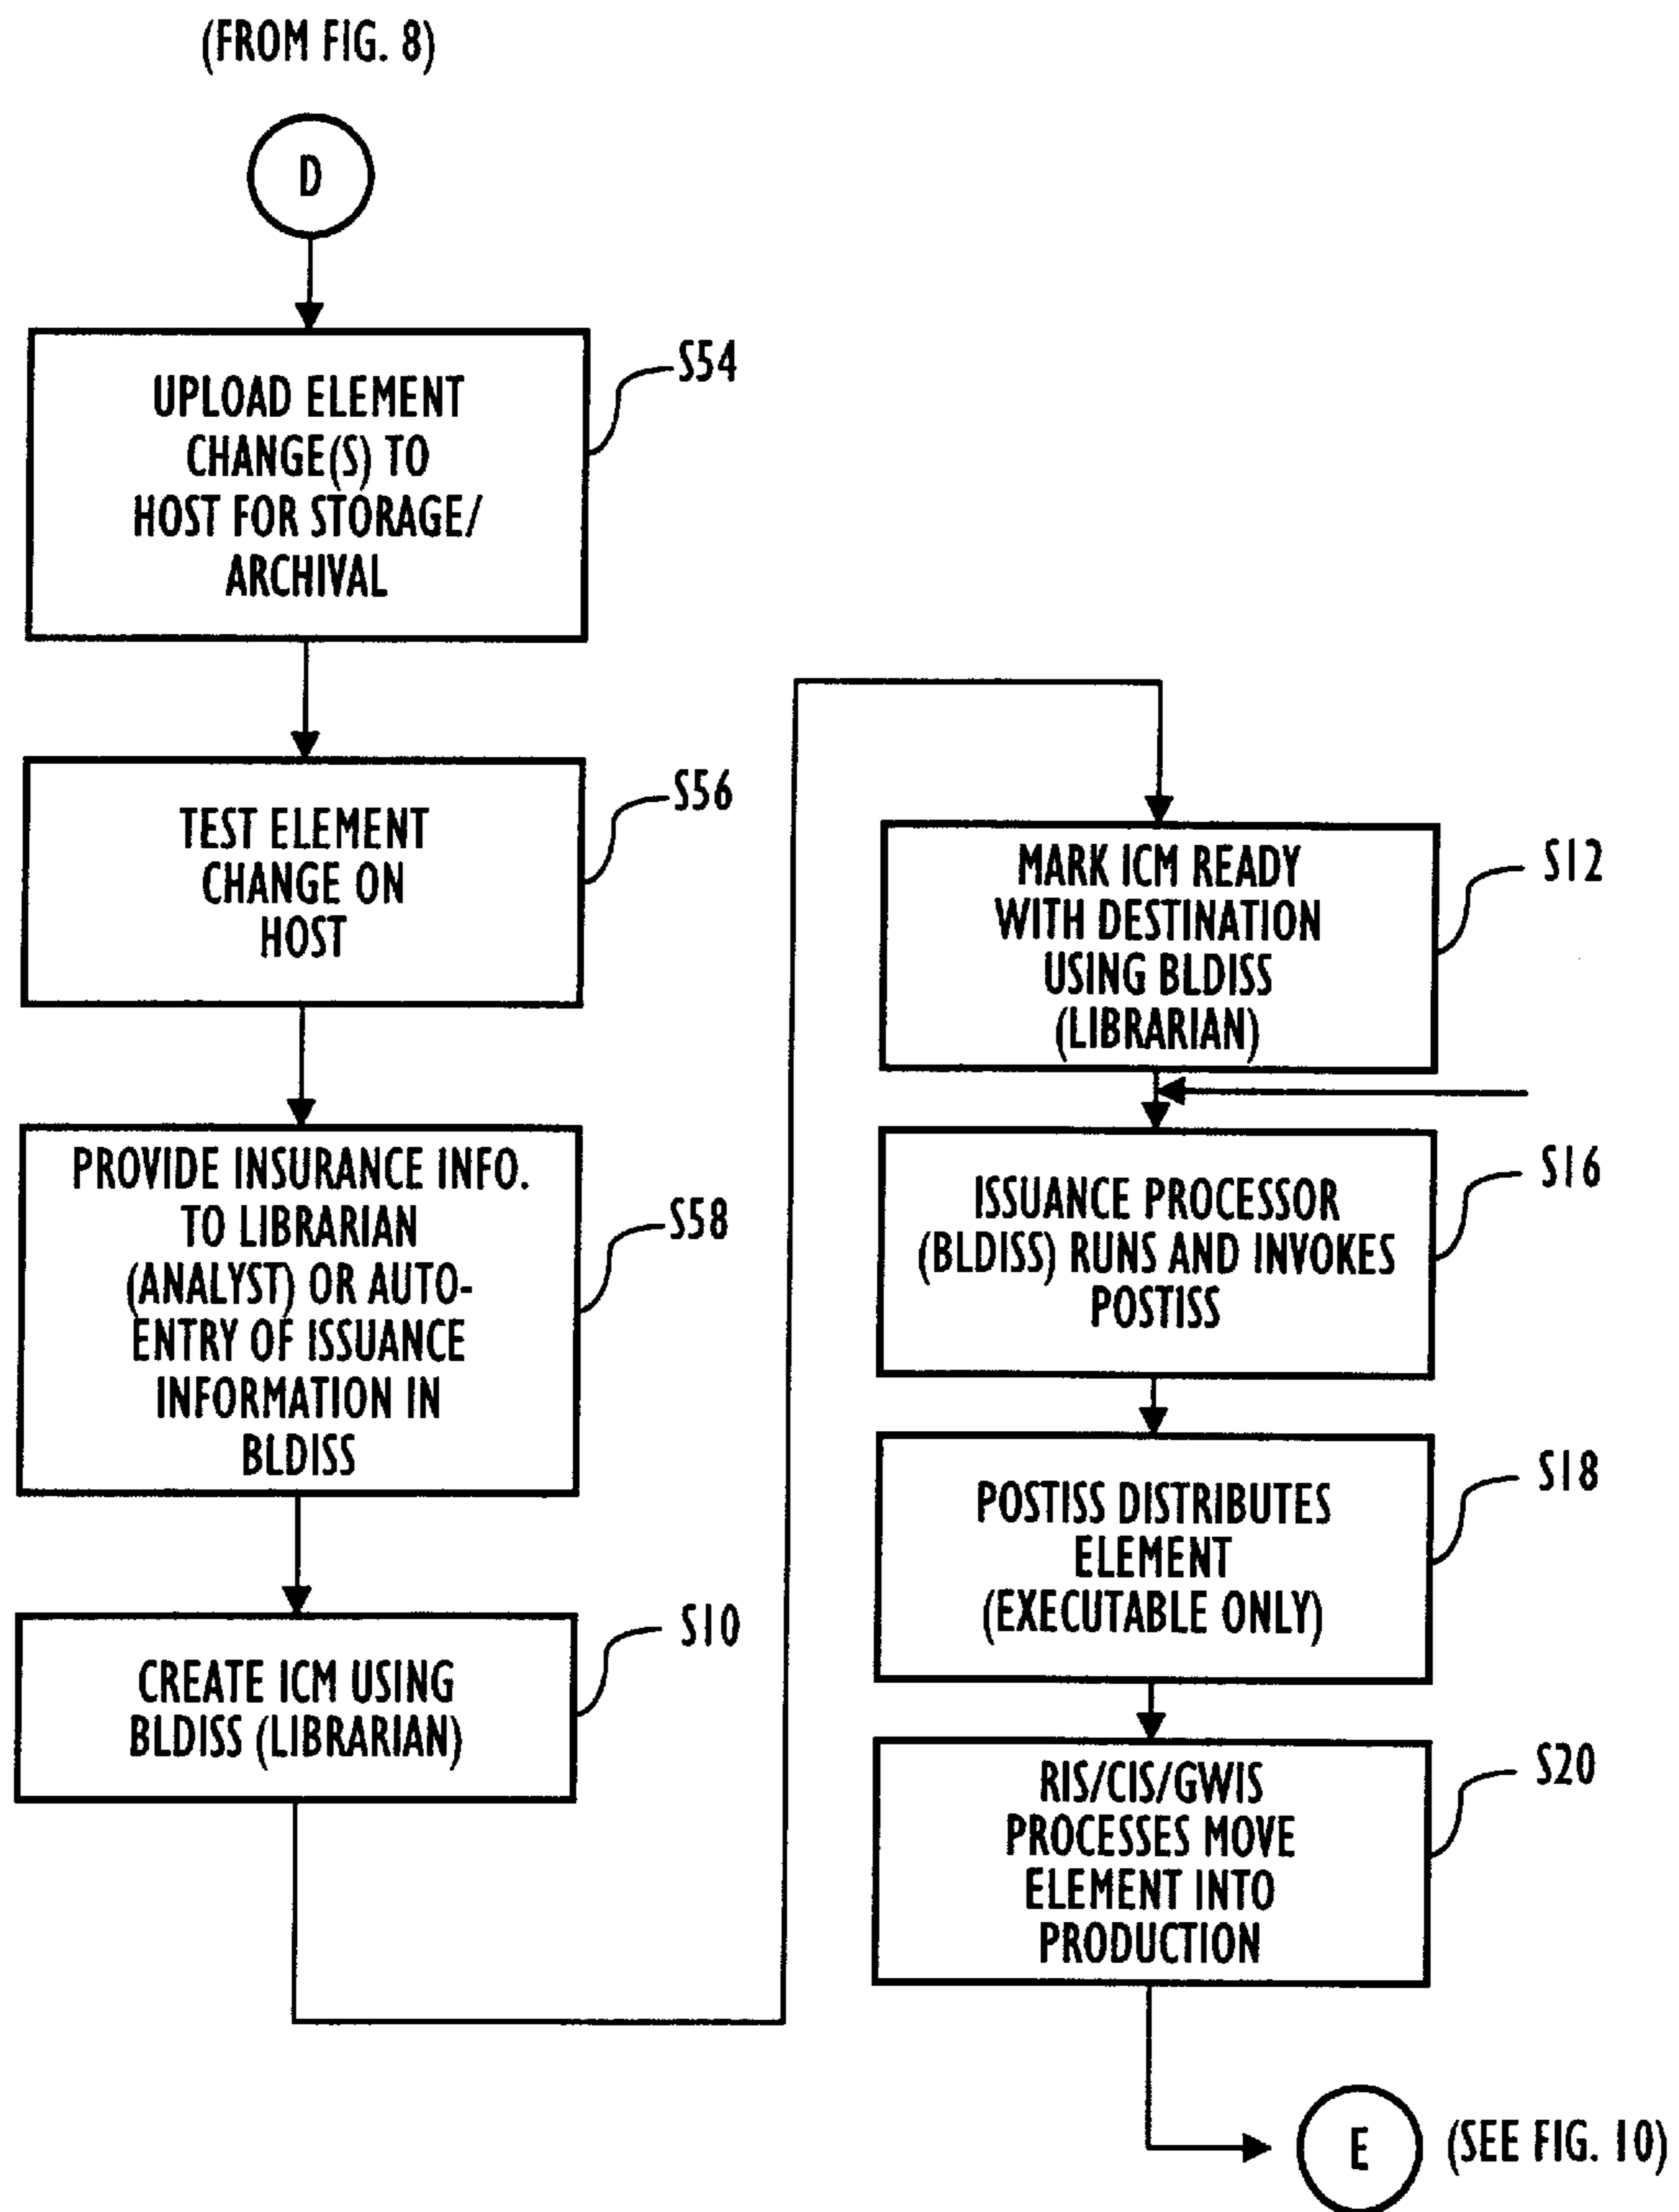 (FROM FIG. 8)
D
UPLOAD ELEMENT
CHANGE(S) TO
HOST FOR STORAGE/
ARCHIVAL
S54
TEST ELEMENT
CHANGE ON
HOST
S56
PROVIDE INSURANCE INFO.
TO LIBRARIAN
(ANALYST) OR AUTO-
ENTRY OF ISSUANCE
INFORMATION IN
BLDISS
S58
CREATE ICM USING
BLDISS (LIBRARIAN)
S10
MARK ICM READY
WITH DESTINATION
USING BLDISS
(LIBRARIAN)
S12
ISSUANCE PROCESSOR
(BLDISS) RUNS AND INVOKES
POSTISS
S16
POSTISS DISTRIBUTES
ELEMENT
(EXECUTABLE ONLY)
S18
RIS/CIS/GWIS
PROCESSES MOVE
ELEMENT INTO
PRODUCTION
S20
E
(SEE FIG. 10)